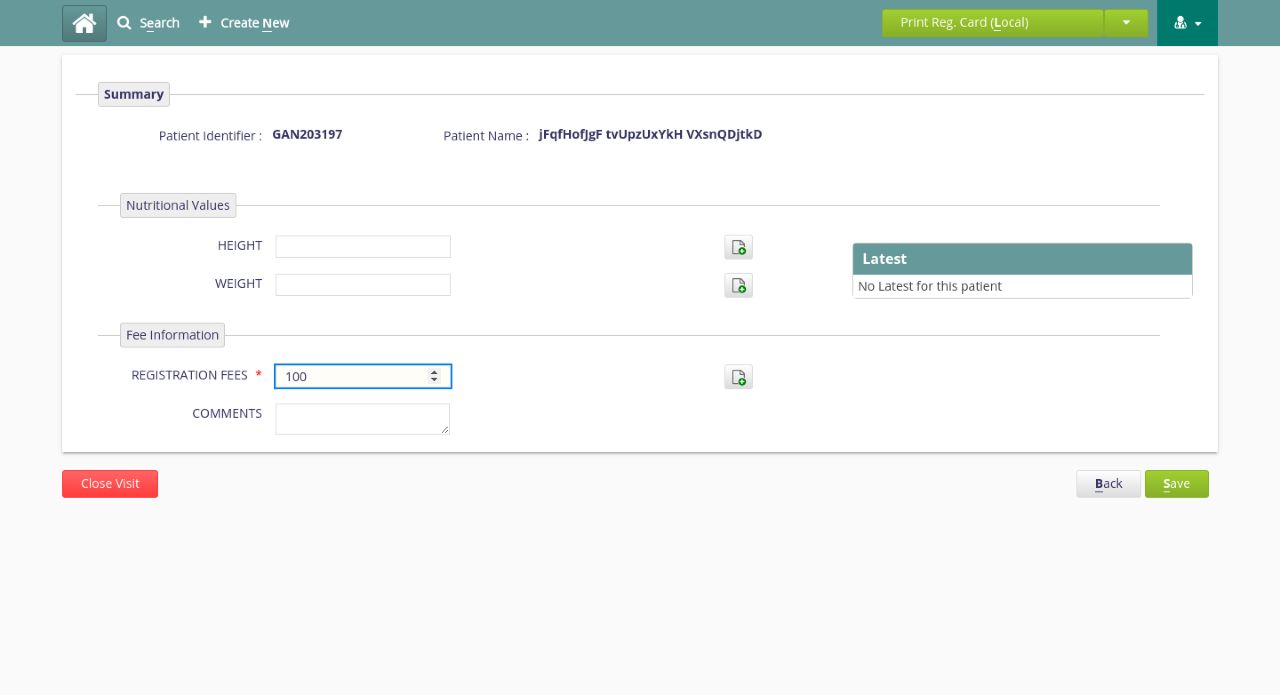 Search Create New Print Reg. Card (Local)
Summary
Patient Identifier : GAN203197 Patient Name : jFqfHofJgF tvUpzUxYkH VXsnQDjtkD
Nutritional Values
HEIGHT
Latest
WEIGHT
No Latest for this patient
Fee Information
REGISTRATION FEES * 100
COMMENTS
Close Visit Back Save